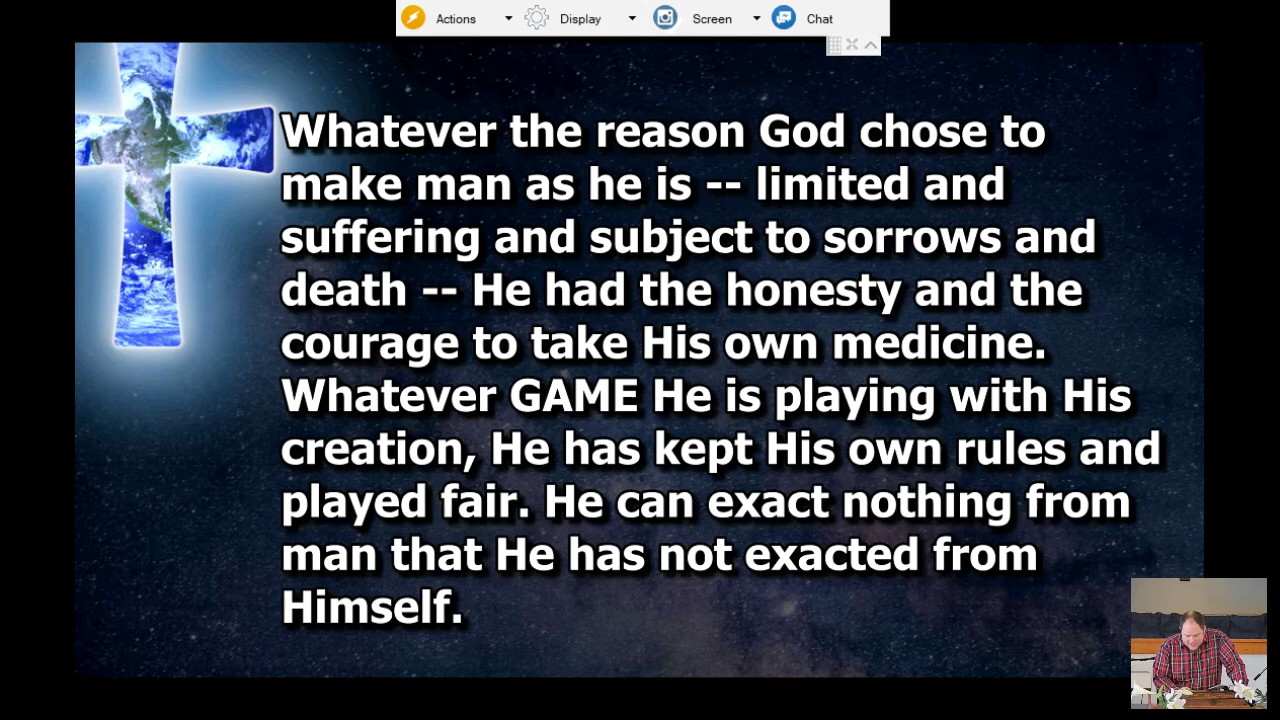 Actions Display Screen Chat
Whatever the reason God chose to
make man as he is -- limited and
suffering and subject to sorrows and
death -- He had the honesty and the
courage to take His own medicine.
Whatever GAME He is playing with His
creation, He has kept His own rules and
played fair. He can exact nothing from
man that He has not exacted from
Himself.